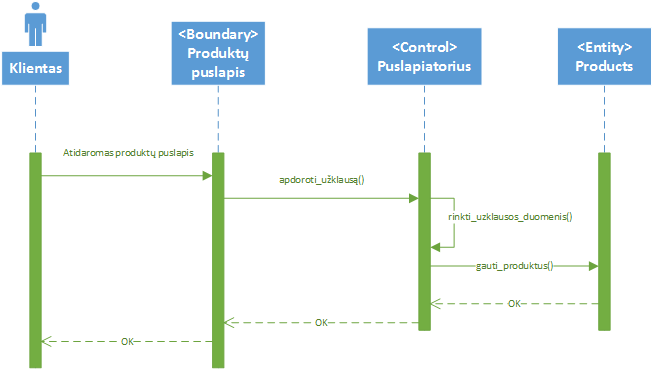 Klientas
<Boundary>
Produktų
puslapis
<Control>
Puslapiatorius
<Entity>
Products
Atidaromas produktų puslapis
apdoroti_užklausą()
rinkti_uzklausos_duomenis()
gauti_produktus()
OK
OK
OK